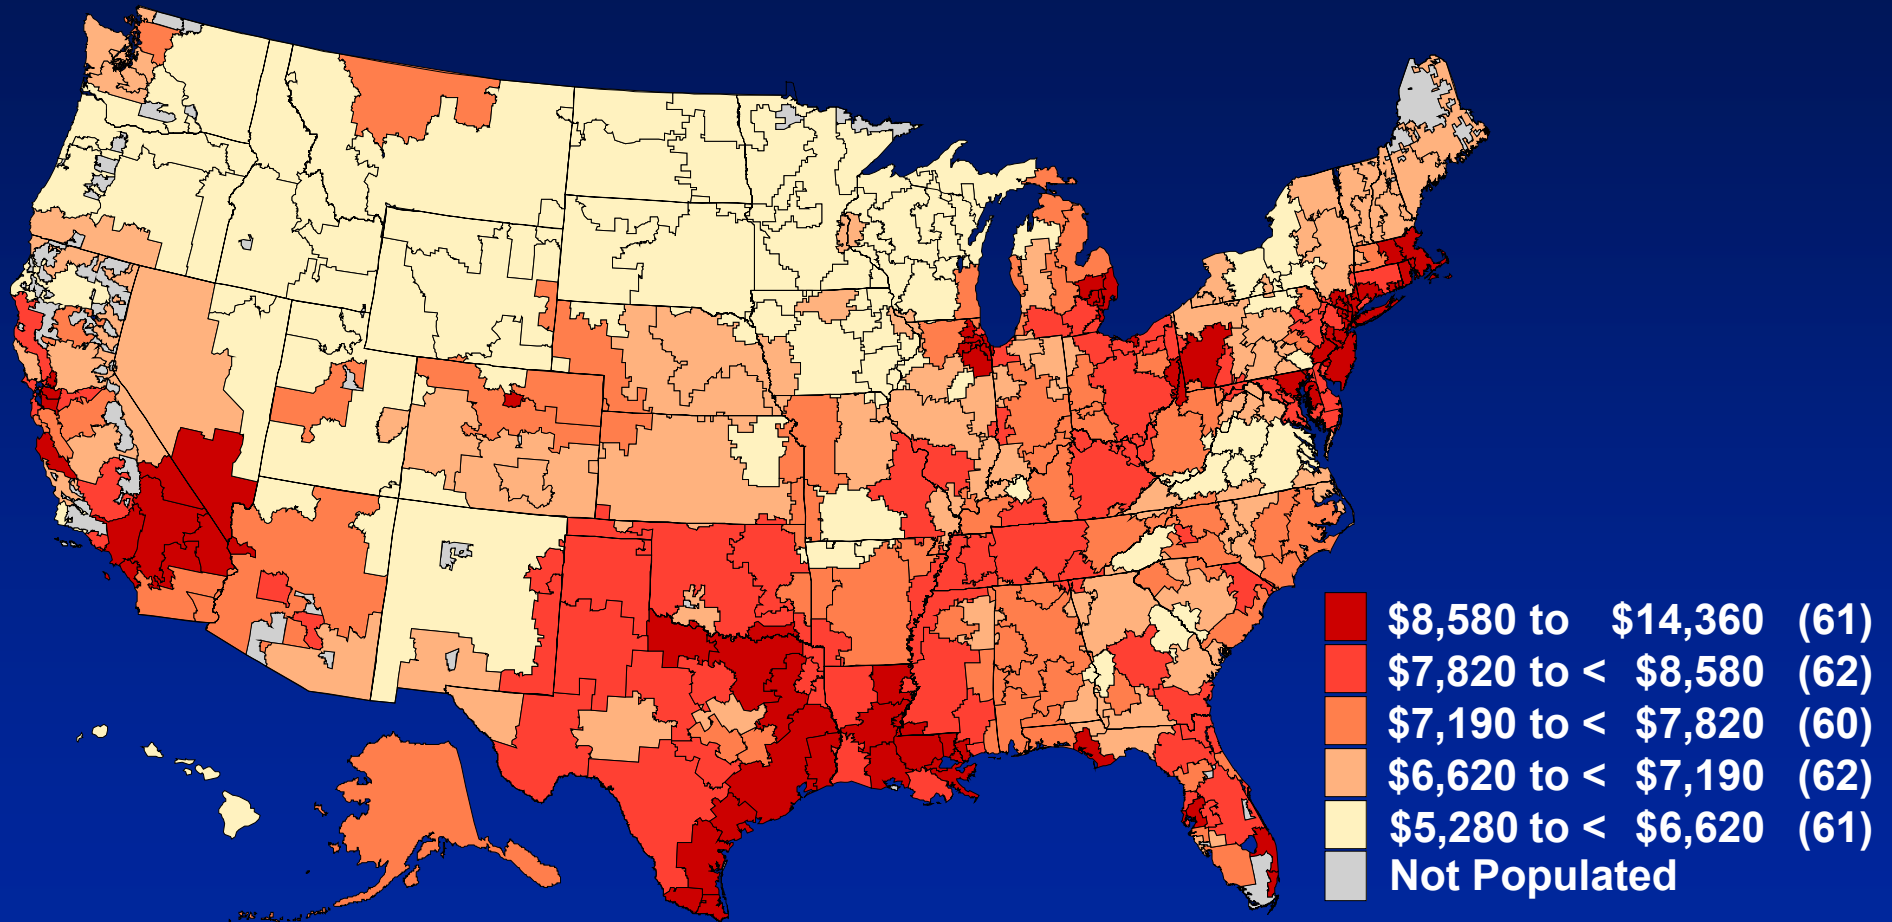 $8,580 to $14,360 (61)
$7,820 to < $8,580 (62)
$7,190 to < $7,820 (60)
$6,620 to < $7,190 (62)
$5,280 to < $6,620 (61)
Not Populated